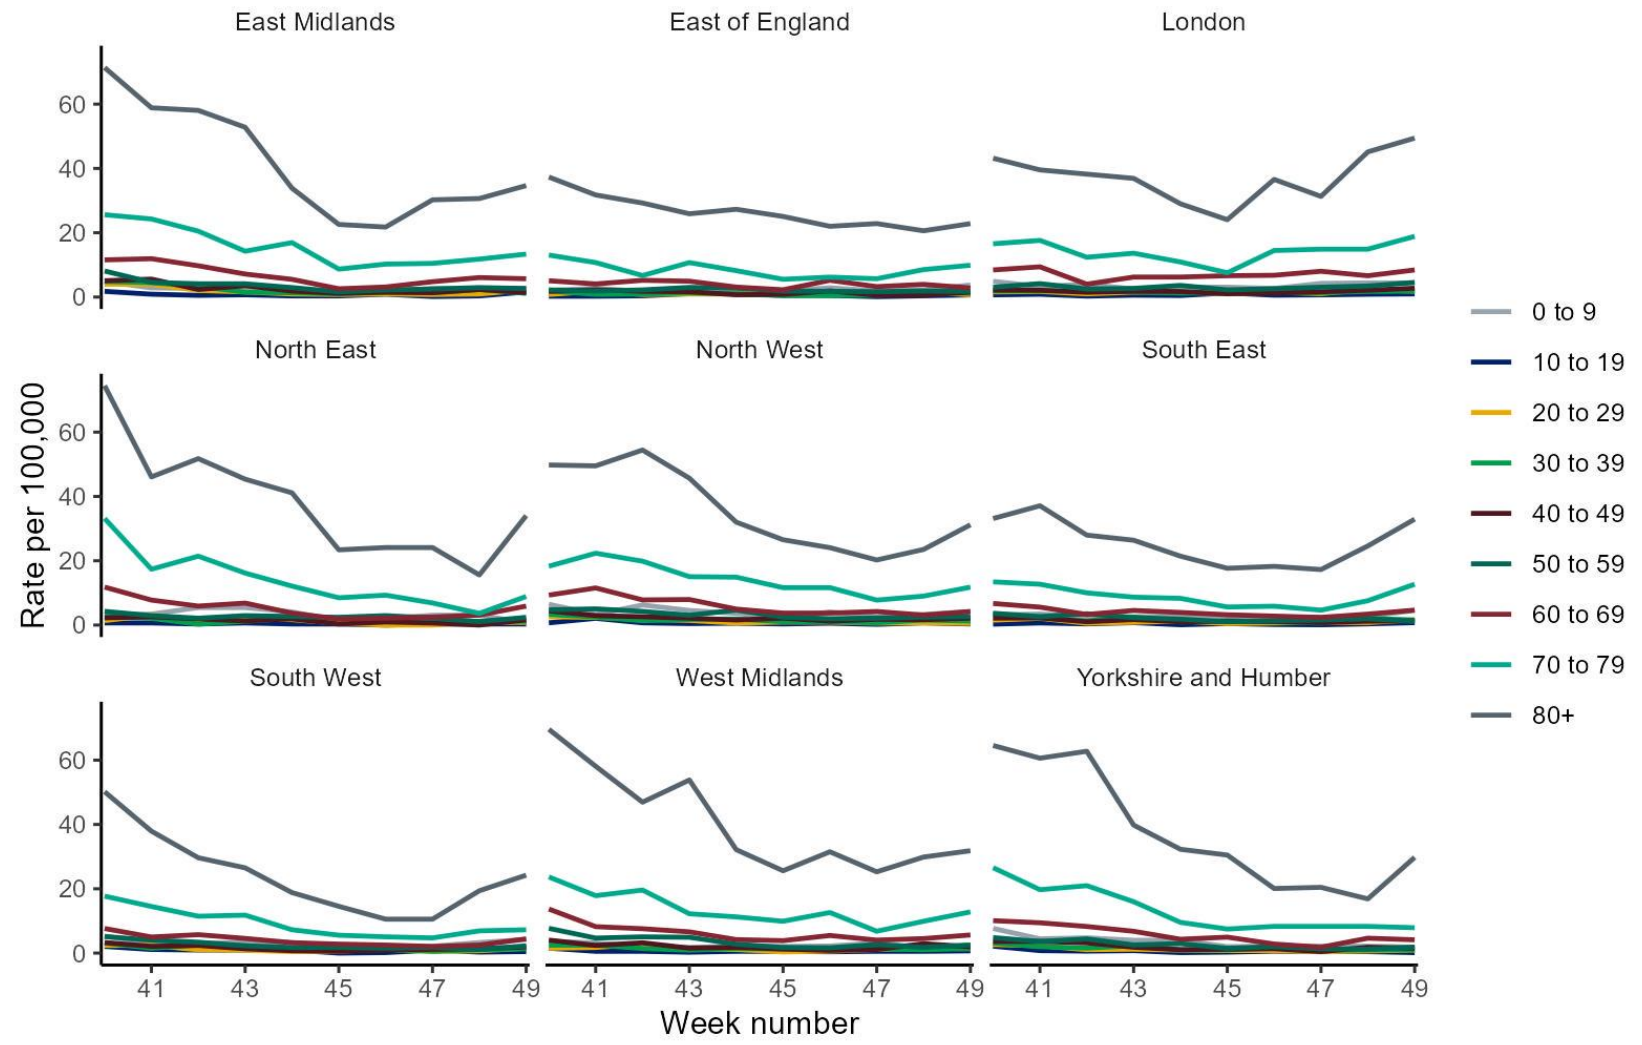 East Midlands East of England London
60
40
20
0
North East North West South East
60
40
20
0
South West West Midlands Yorkshire and Humber
60
40
20
0
41 43 45 47 49 41 43 45 47 49 41 43 45 47 49
Week number
Rate per 100,000
0 to 9
10 to 19
20 to 29
30 to 39
40 to 49
50 to 59
60 to 69
70 to 79
80+